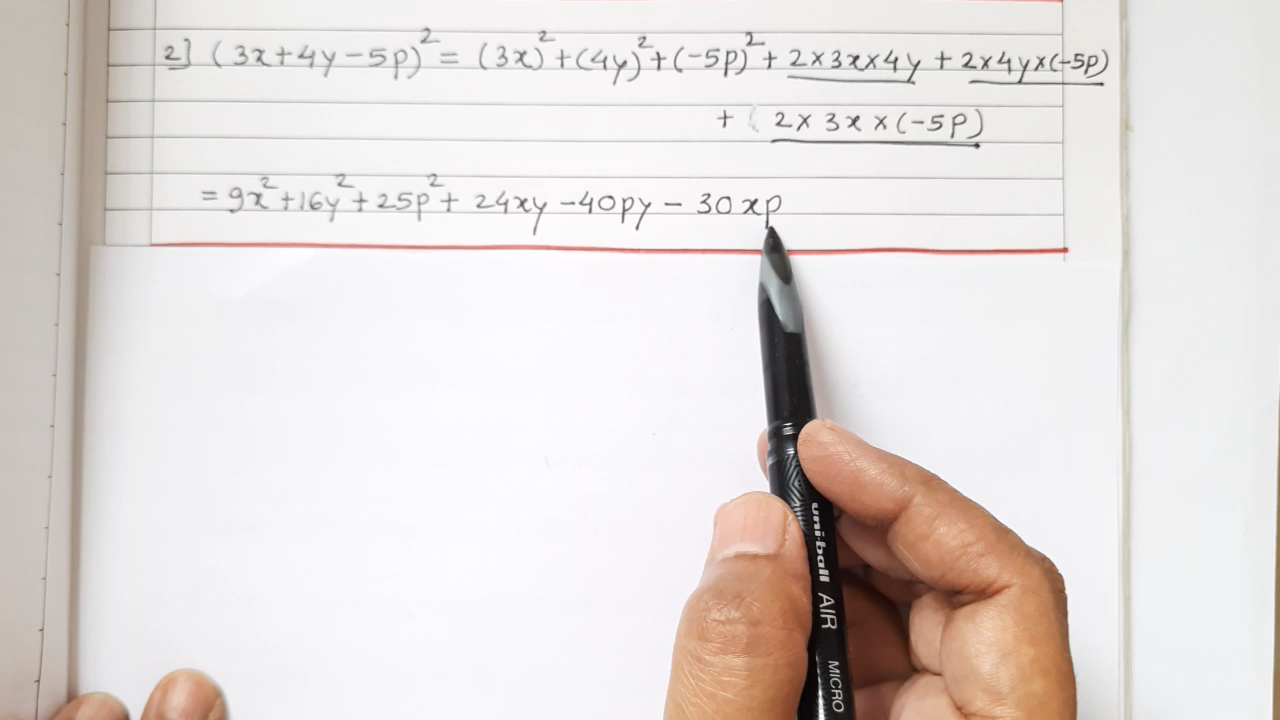 2] (3x+4y-5p)² = (3x)²+(4y)²+(-5p)²+ 2×3x×4y + 2×4y×(-5p)
+ ( 2× 3x ×(-5p)
= 9x²+16y²+25p²+ 24xy -40py - 30xp
uni-ball AIR MICRO